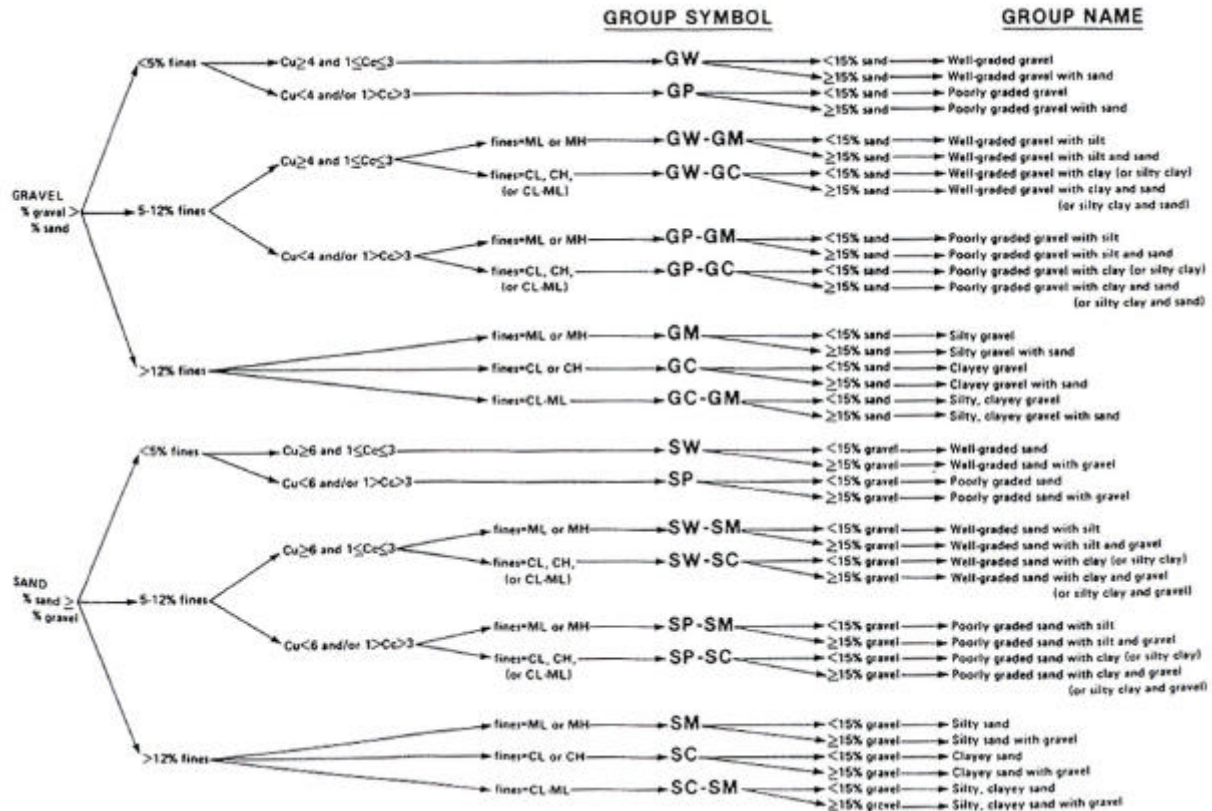 GROUP SYMBOL GROUP NAME
<5% fines Cu≥4 and 1≤Cc≤3 GW <15% sand Well-graded gravel
≥15% sand Well-graded gravel with sand
Cu<4 and/or 1>Cc>3 GP <15% sand Poorly graded gravel
≥15% sand Poorly graded gravel with sand
fines=ML or MH GW-GM <15% sand Well-graded gravel with silt
Cu≥4 and 1≤Cc≤3 ≥15% sand Well-graded gravel with silt and sand
fines=CL, CH, GW-GC <15% sand Well-graded gravel with clay (or silty clay)
(or CL-ML) ≥15% sand Well-graded gravel with clay and sand
GRAVEL (or silty clay and sand)
% gravel > 5-12% fines
% sand
fines=ML or MH GP-GM <15% sand Poorly graded gravel with silt
Cu<4 and/or 1>Cc>3 ≥15% sand Poorly graded gravel with silt and sand
fines=CL, CH, GP-GC <15% sand Poorly graded gravel with clay (or silty clay)
(or CL-ML) ≥15% sand Poorly graded gravel with clay and sand
(or silty clay and sand)
fines=ML or MH GM <15% sand Silty gravel
≥15% sand Silty gravel with sand
>12% fines fines=CL or CH GC <15% sand Clayey gravel
≥15% sand Clayey gravel with sand
fines=CL-ML GC-GM <15% sand Silty, clayey gravel
≥15% sand Silty, clayey gravel with sand
<5% fines Cu≥6 and 1≤Cc≤3 SW <15% gravel Well-graded sand
≥15% gravel Well-graded sand with gravel
Cu<6 and/or 1>Cc>3 SP <15% gravel Poorly graded sand
≥15% gravel Poorly graded sand with gravel
fines=ML or MH SW-SM <15% gravel Well-graded sand with silt
Cu≥6 and 1≤Cc≤3 ≥15% gravel Well-graded sand with silt and gravel
fines=CL, CH, SW-SC <15% gravel Well-graded sand with clay (or silty clay)
(or CL-ML) ≥15% gravel Well-graded sand with clay and gravel
SAND (or silty clay and gravel)
% sand ≥ 5-12% fines
% gravel
fines=ML or MH SP-SM <15% gravel Poorly graded sand with silt
Cu<6 and/or 1>Cc>3 ≥15% gravel Poorly graded sand with silt and gravel
fines=CL, CH, SP-SC <15% gravel Poorly graded sand with clay (or silty clay)
(or CL-ML) ≥15% gravel Poorly graded sand with clay and gravel
(or silty clay and gravel)
fines=ML or MH SM <15% gravel Silty sand
≥15% gravel Silty sand with gravel
>12% fines fines=CL or CH SC <15% gravel Clayey sand
≥15% gravel Clayey sand with gravel
fines=CL-ML SC-SM <15% gravel Silty, clayey sand
≥15% gravel Silty, clayey sand with gravel